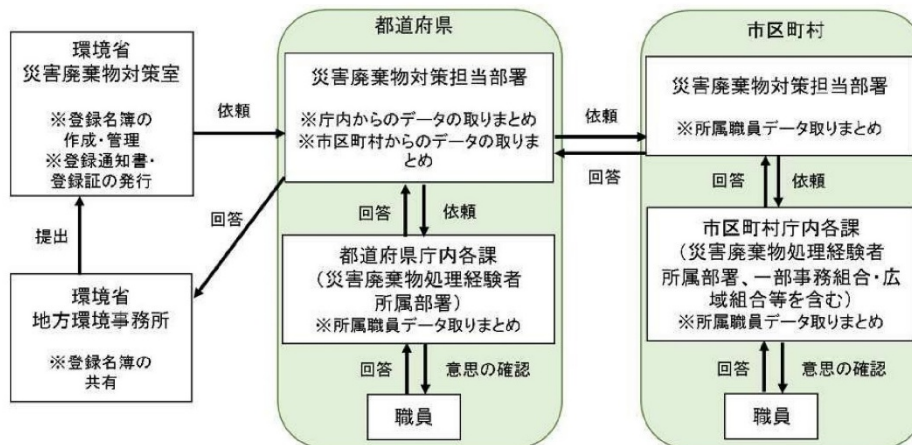 都道府県
市区町村
環境省
災害廃棄物対策室
※登録名簿の
作成・管理
※登録通知書・
登録証の発行
依頼
災害廃棄物対策担当部署
※庁内からのデータの取りまとめ
※市区町村からのデータの取りま
とめ
依頼
回答
災害廃棄物対策担当部署
※所属職員データ取りまとめ
提出
回答
回答
依頼
回答
依頼
環境省
地方環境事務所
※登録名簿の
共有
都道府県庁内各課
(災害廃棄物処理経験者
所属部署)
※所属職員データ取りまとめ
市区町村庁内各課
(災害廃棄物処理経験者
所属部署、一部事務組合・広
域組合等を含む)
※所属職員データ取りまとめ
回答
意思の確認
回答
意思の確認
職員
職員